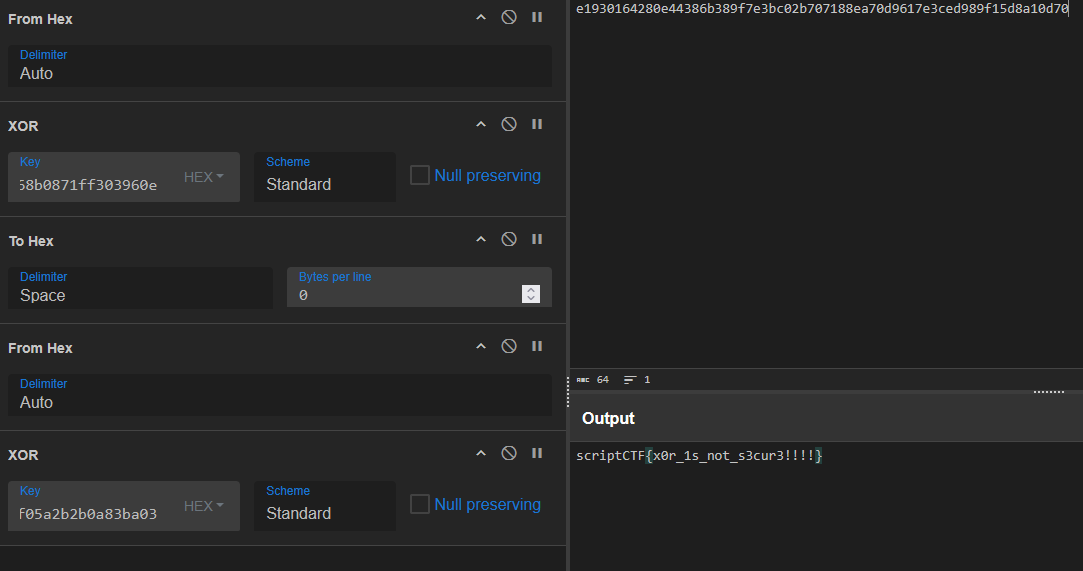 From Hex
Delimiter
Auto
XOR
Key
58b0871ff303960e HEX
Scheme
Standard
Null preserving
To Hex
Delimiter
Space
Bytes per line
0
From Hex
Delimiter
Auto
XOR
Key
f05a2b2b0a83ba03 HEX
Scheme
Standard
Null preserving
e1930164280e44386b389f7e3bc02b707188ea70d9617e3ced989f15d8a10d70
REC 64 1
Output
scriptCTF{x0r_1s_not_s3cur3!!!!}